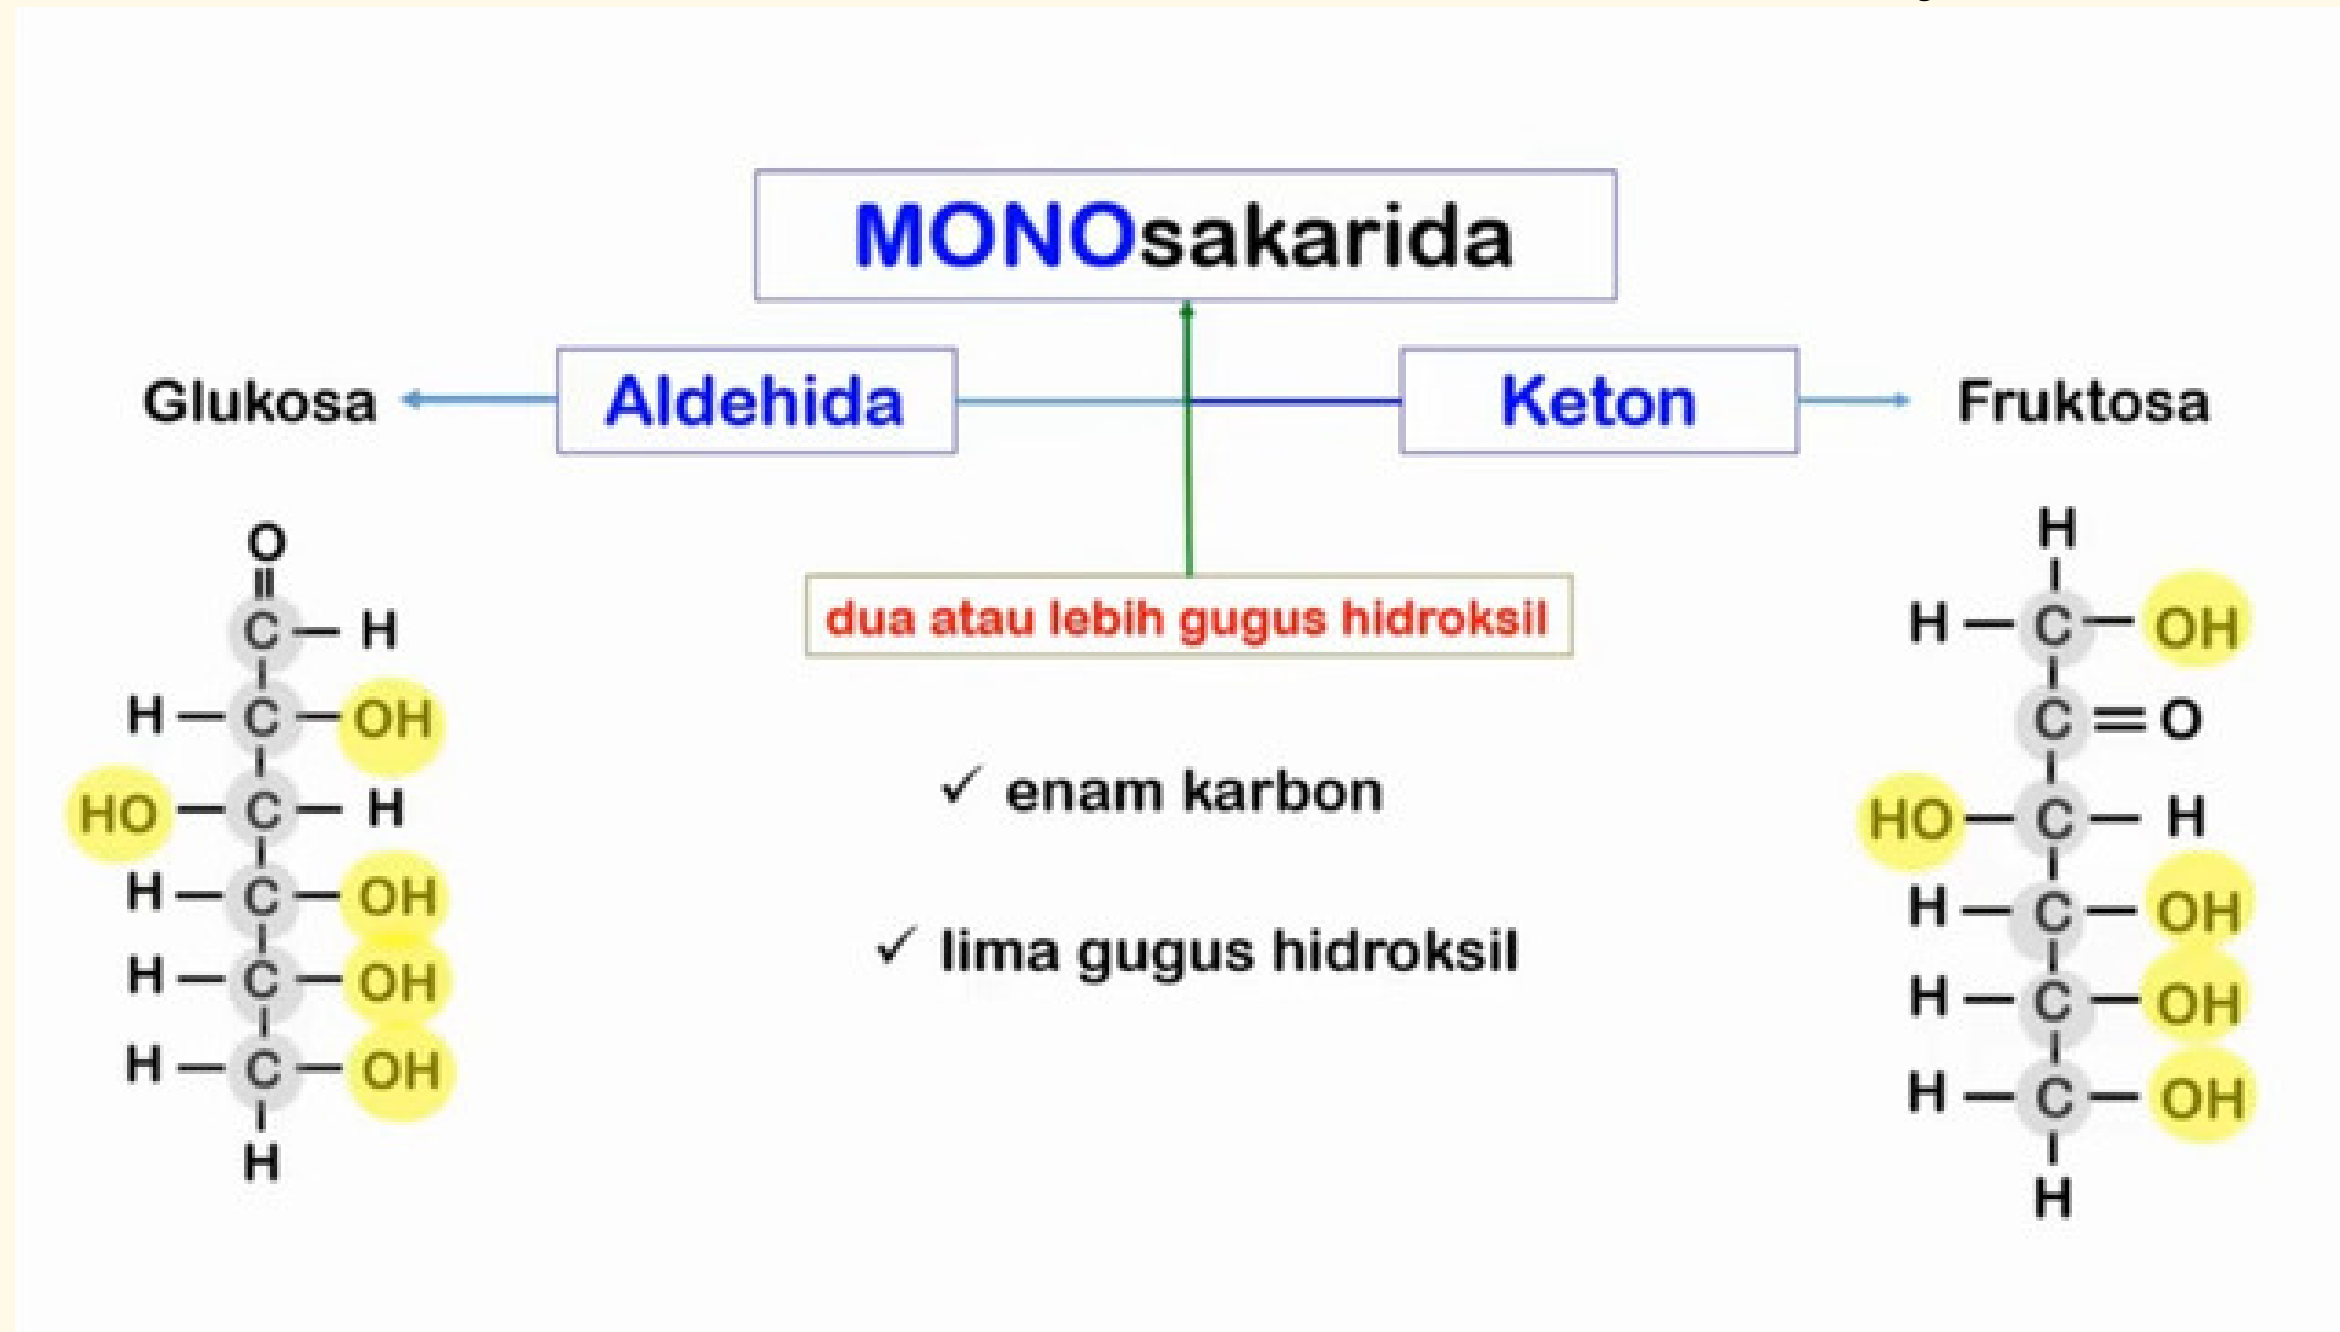 MONOsakarida
Glukosa
Aldehida
Keton
Fruktosa
dua atau lebih gugus hidroksil
✓ enam karbon
✓ lima gugus hidroksil
O
C H
H C OH
HO C H
H C OH
H C OH
H C OH
H
H
H C OH
C O
HO C H
H C OH
H C OH
H C OH
H